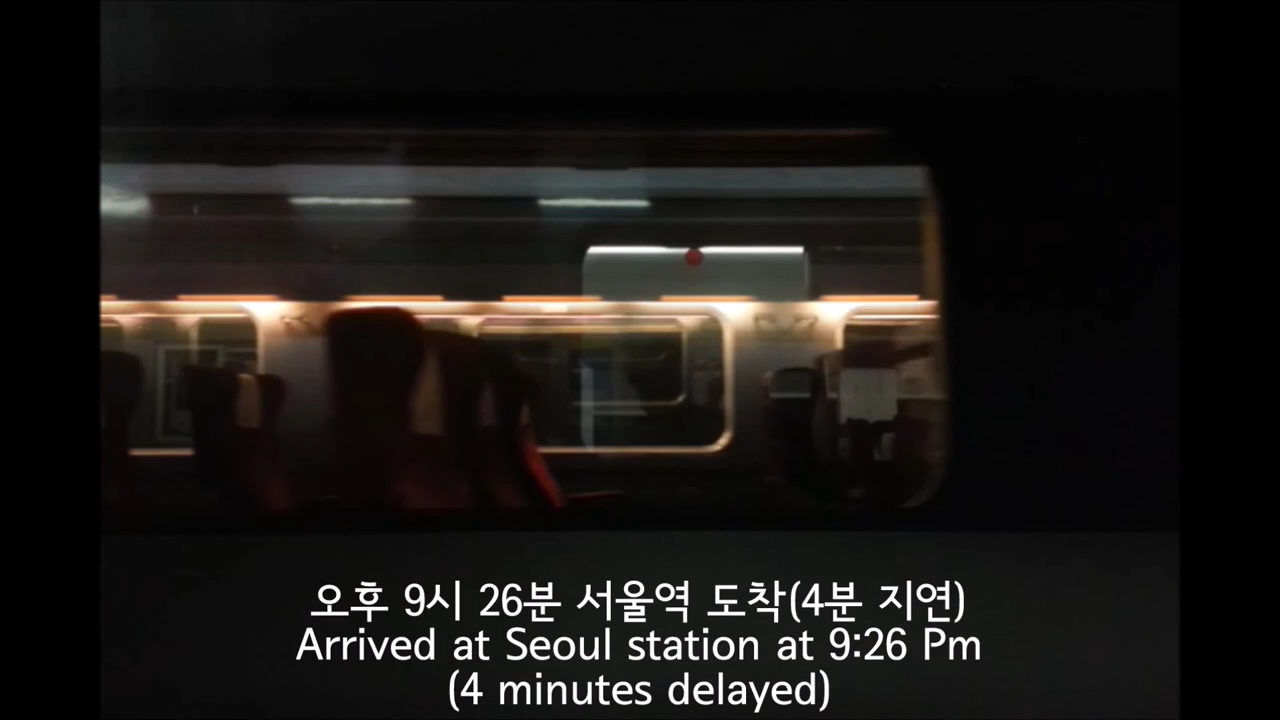 오후 9시 26분 서울역 도착(4분 지연)
Arrived at Seoul station at 9:26 Pm
(4 minutes delayed)